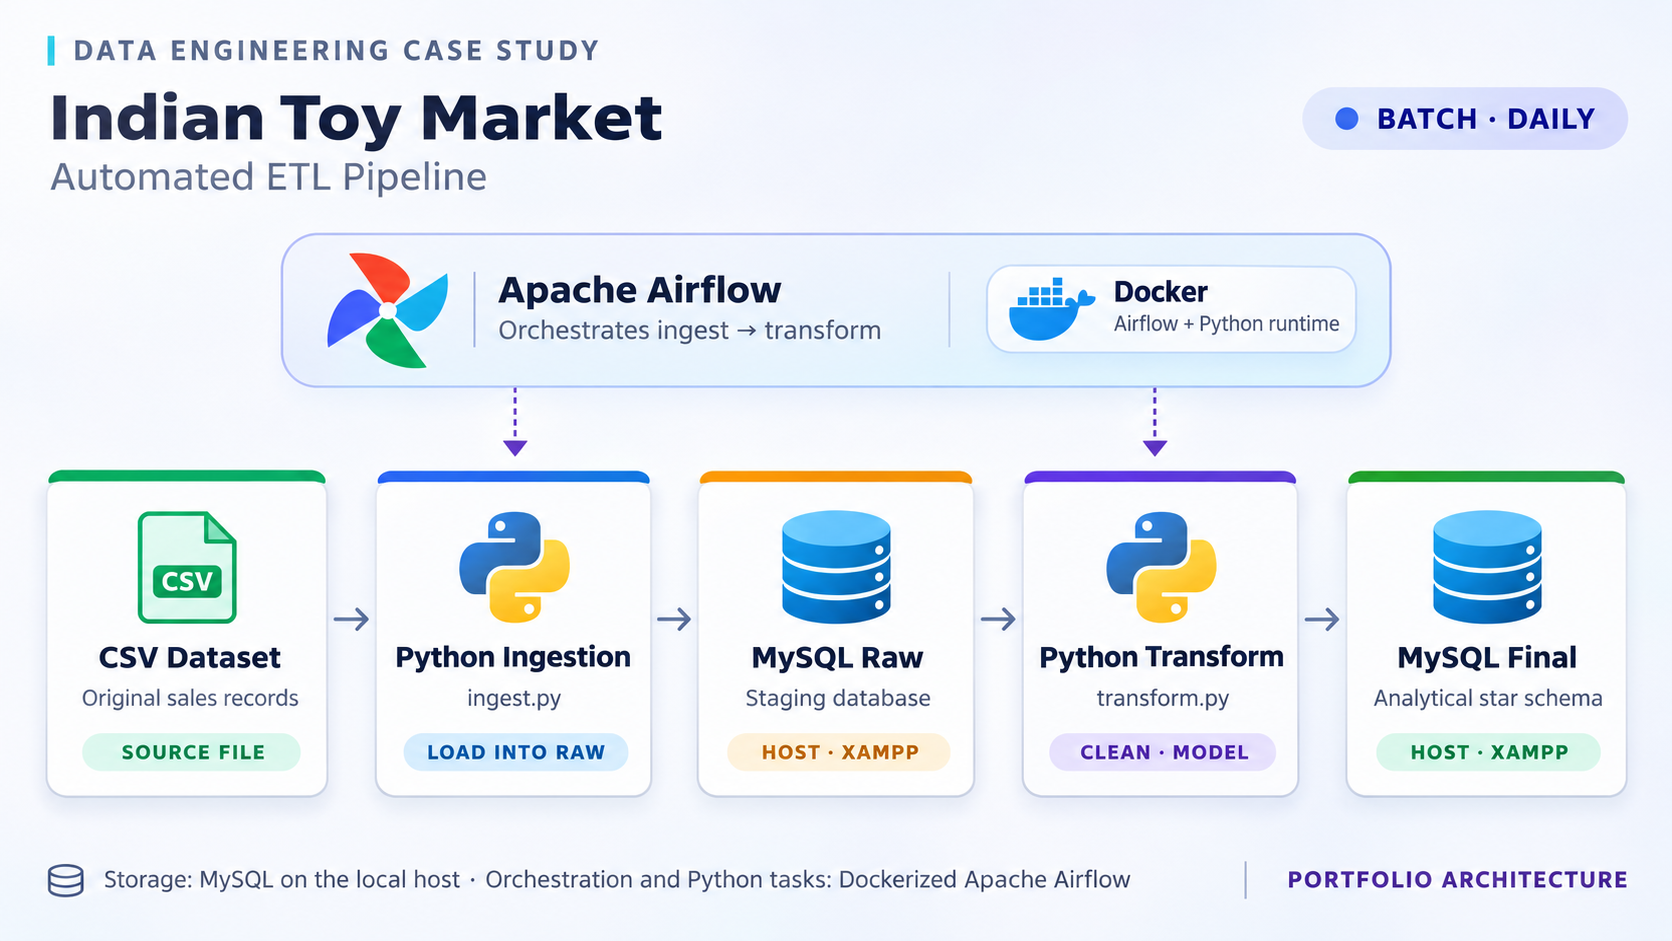 DATA ENGINEERING CASE STUDY
Indian Toy Market
Automated ETL Pipeline
BATCH · DAILY
Apache Airflow
Orchestrates ingest → transform
Docker
Airflow + Python runtime
CSV
CSV Dataset
Original sales records
SOURCE FILE
Python Ingestion
ingest.py
LOAD INTO RAW
MySQL Raw
Staging database
HOST · XAMPP
Python Transform
transform.py
CLEAN · MODEL
MySQL Final
Analytical star schema
HOST · XAMPP
Storage: MySQL on the local host · Orchestration and Python tasks: Dockerized Apache Airflow
PORTFOLIO ARCHITECTURE